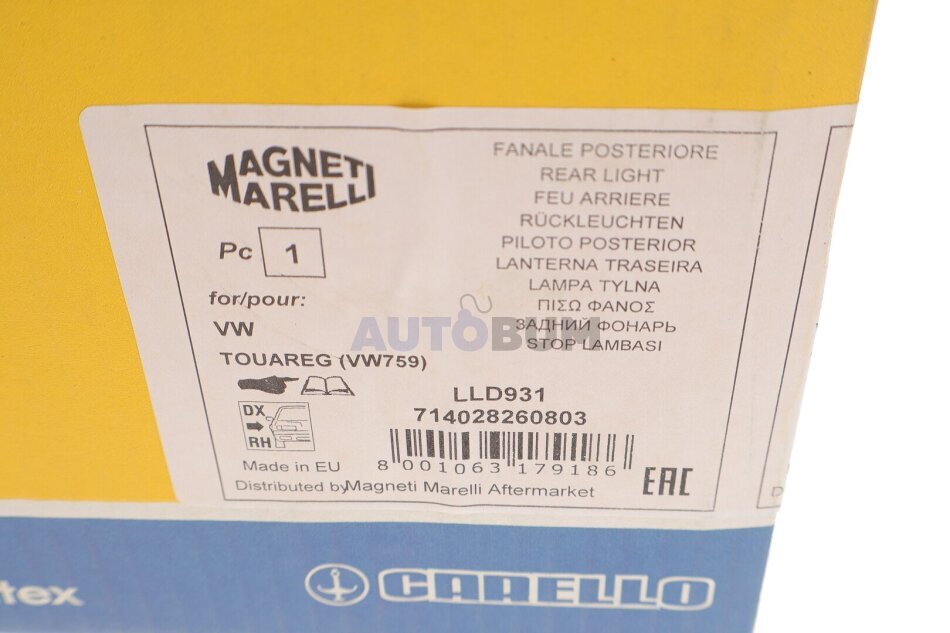 MAGNETI
MARELLI
Pc 1
for/pour:
VW
TOUAREG (VW759)
DX
RH
Made in EU
Distributed by Magneti Marelli Aftermarket
FANALE POSTERIORE
REAR LIGHT
FEU ARRIERE
RÜCKLEUCHTEN
PILOTO POSTERIOR
LANTERNA TRASEIRA
LAMPA TYLNA
ΠΙΣΩ ΦΑΝΟΣ
ЗАДНИЙ ФОНАРЬ
STOP LAMBASI
LLD931
714028260803
8 001063 179186
EAC
AUTOBUM
tex
CARELLO